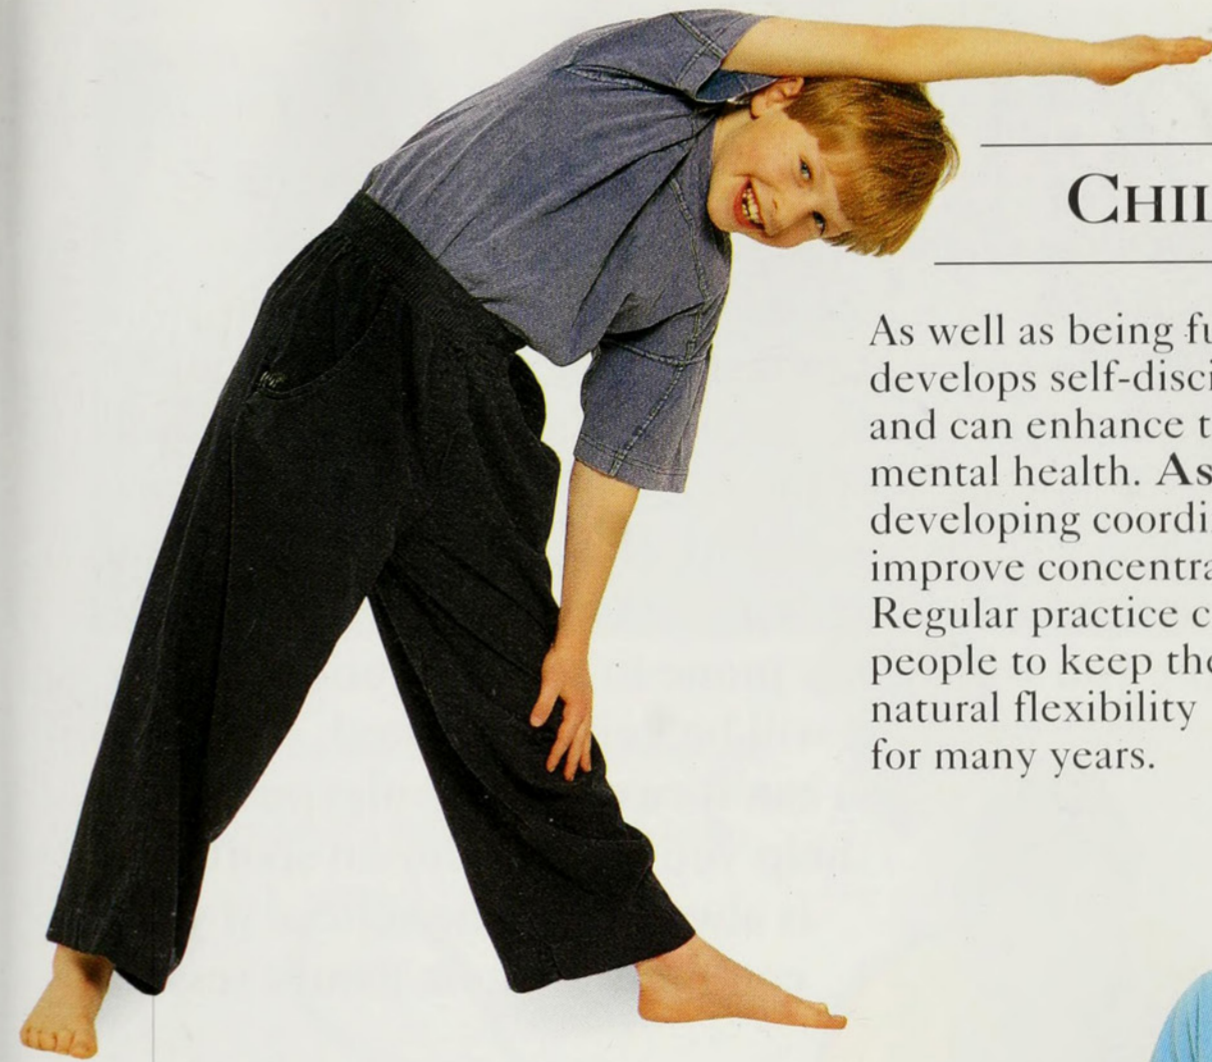 CHIL
As well as being fu
develops self-disci
and can enhance t
mental health. As
developing coordi
improve concentra
Regular practice c
people to keep the
natural flexibility
for many years.